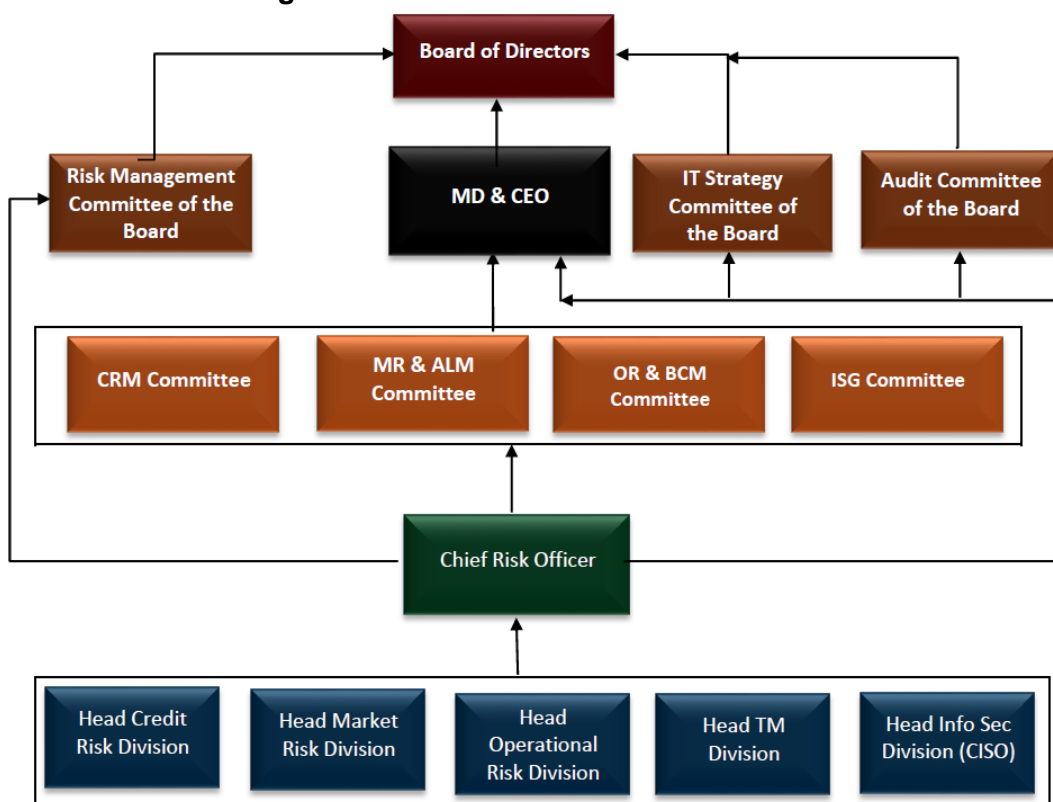 Board of Directors
Risk Management
Committee of the
Board
MD & CEO
IT Strategy
Committee of
the Board
Audit Committee
of the Board
CRM Committee
MR & ALM
Committee
OR & BCM
Committee
ISG Committee
Chief Risk Officer
Head Credit
Risk Division
Head Market
Risk Division
Head
Operational
Risk Division
Head TM
Division
Head Info Sec
Division (CISO)